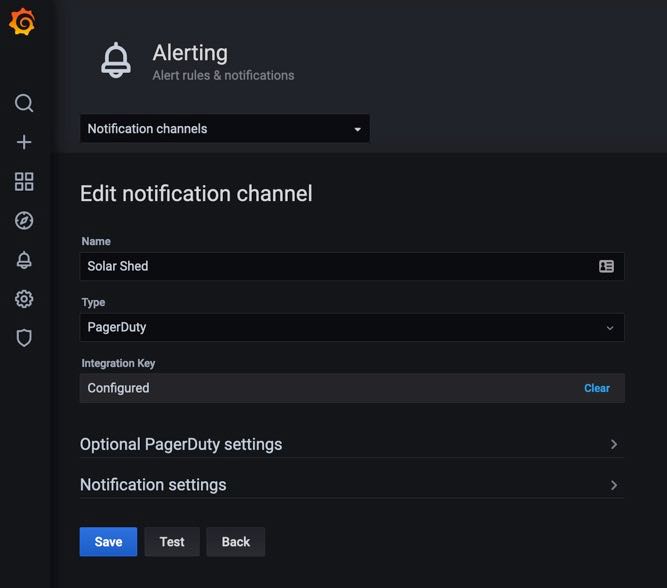 Alerting
Alert rules & notifications
Notification channels
Edit notification channel
Name
Solar Shed
Type
PagerDuty
Integration Key
Configured
Clear
Optional PagerDuty settings
Notification settings
Save
Test
Back